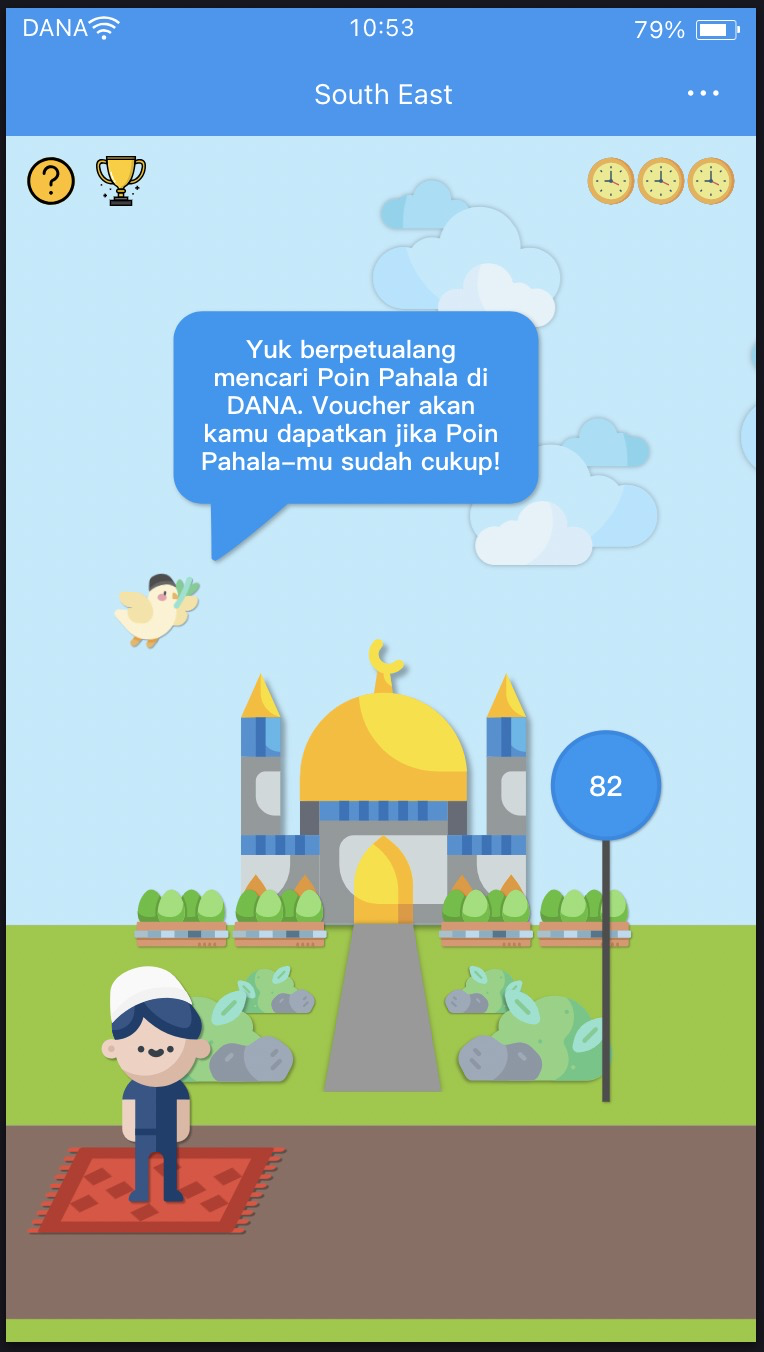 DANA 10:53 79%
South East
?
Yuk berpetualang
mencari Poin Pahala di
DANA. Voucher akan
kamu dapatkan jika Poin
Pahala-mu sudah cukup!
82